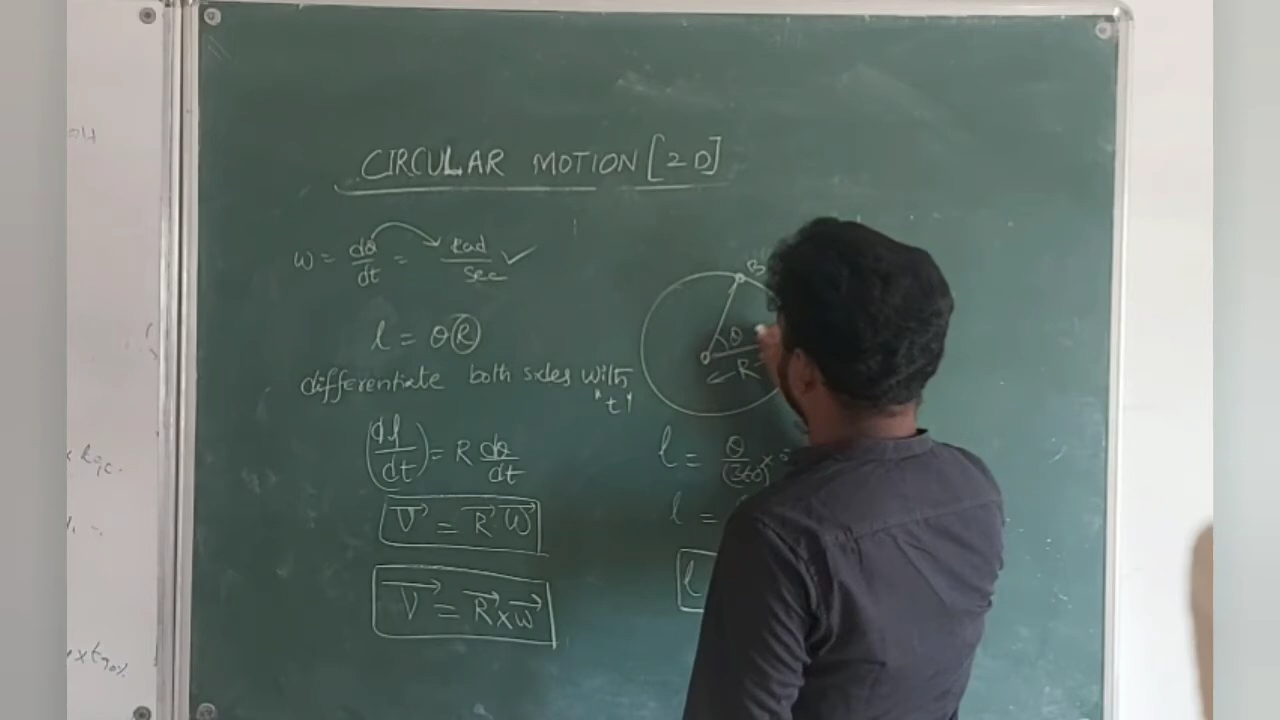 CIRCULAR MOTION [2D]
ω = dθ/dt = Rad/Sec ✓
l = θR
differentiate both sides with
"t"
(dl/dt) = R dθ/dt
V⃗ = R⃗ ω⃗
V⃗ = R⃗ × ω⃗
B
θ
R
l = θ/(360) ×
l =
l